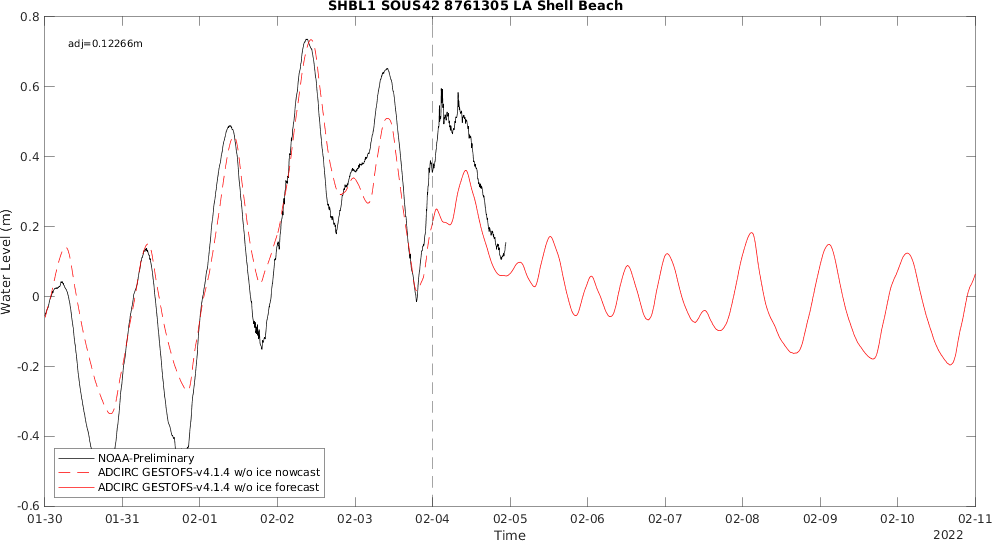 SHBL1 SOUS42 8761305 LA Shell Beach
adj=0.12266m
Water Level (m)
0.8
0.6
0.4
0.2
0
-0.2
-0.4
-0.6
NOAA-Preliminary
ADCIRC GESTOFS-v4.1.4 w/o ice nowcast
ADCIRC GESTOFS-v4.1.4 w/o ice forecast
01-30 01-31 02-01 02-02 02-03 02-04 02-05 02-06 02-07 02-08 02-09 02-10 02-11
Time
2022